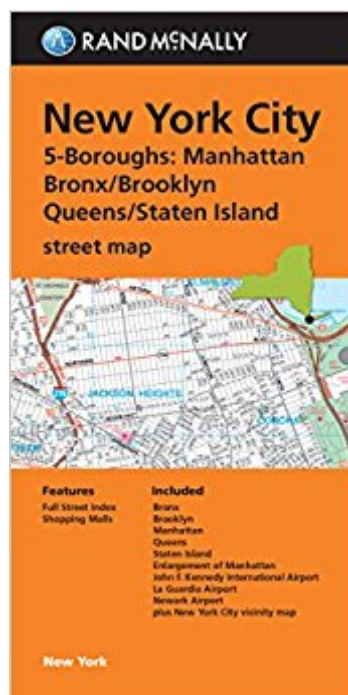 RAND MCNALLY
New York City
5-Boroughs: Manhattan
Bronx/Brooklyn
Queens/Staten Island
street map
JACKSON HEIGHTS
CORONA
Features
Full Street Index
Shopping Malls
Included
Bronx
Brooklyn
Manhattan
Queens
Staten Island
Enlargement of Manhattan
John F. Kennedy International Airport
La Guardia Airport
Newark Airport
plus New York City vicinity map
New York